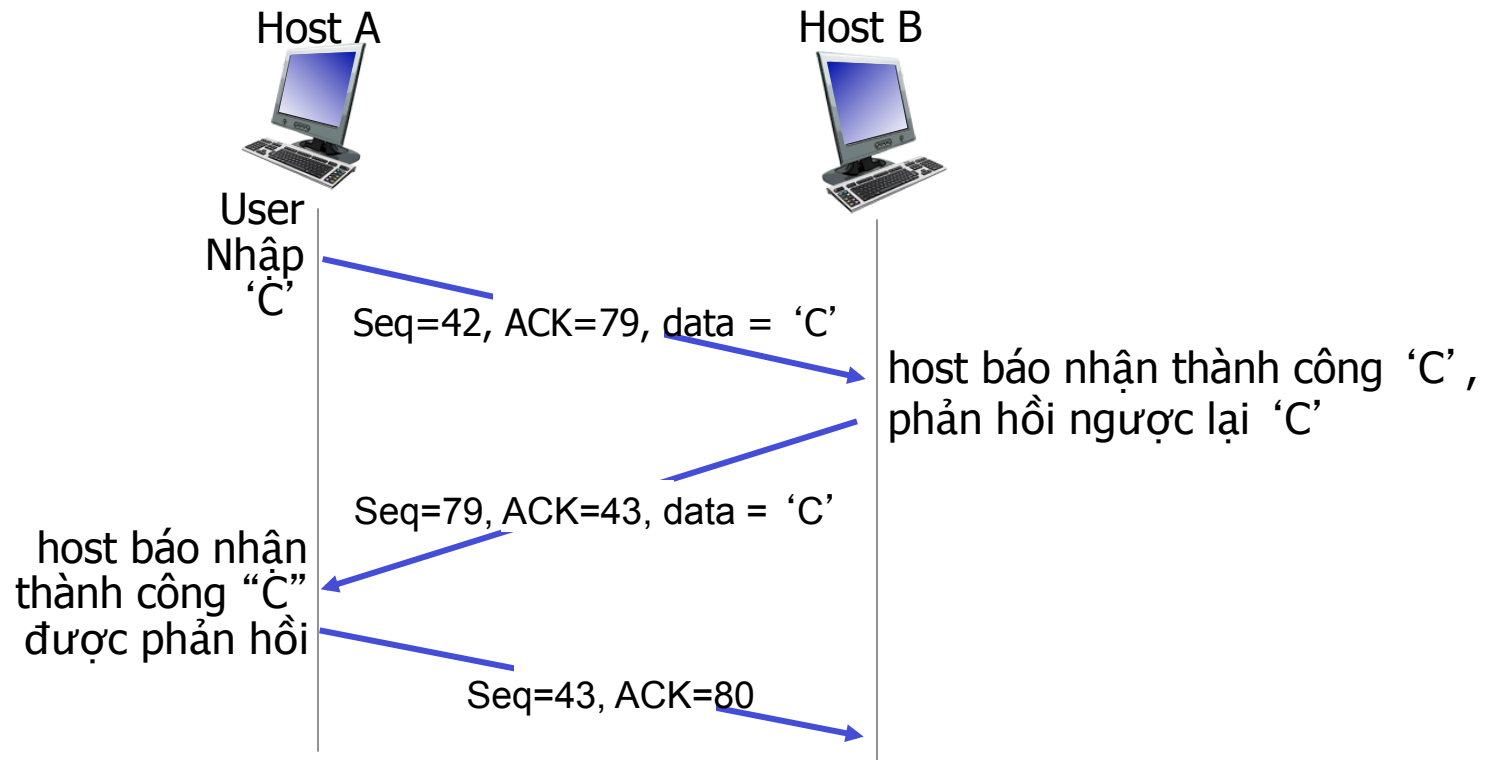 Host A
Host B
User
Nhập
‘C’
Seq=42, ACK=79, data = ‘C’
host báo nhận thành công ‘C’,
phản hồi ngược lại ‘C’
Seq=79, ACK=43, data = ‘C’
host báo nhận
thành công “C”
được phản hồi
Seq=43, ACK=80